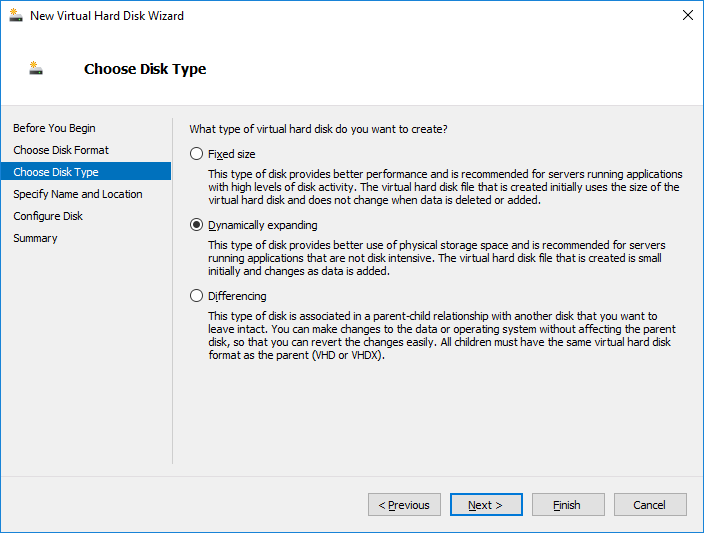 New Virtual Hard Disk Wizard
Choose Disk Type
Before You Begin
Choose Disk Format
Choose Disk Type
Specify Name and Location
Configure Disk
Summary
What type of virtual hard disk do you want to create?
Fixed size
This type of disk provides better performance and is recommended for servers running applications
with high levels of disk activity. The virtual hard disk file that is created initially uses the size of the
virtual hard disk and does not change when data is deleted or added.
Dynamically expanding
This type of disk provides better use of physical storage space and is recommended for servers
running applications that are not disk intensive. The virtual hard disk file that is created is small
initially and changes as data is added.
Differencing
This type of disk is associated in a parent-child relationship with another disk that you want to
leave intact. You can make changes to the data or operating system without affecting the parent
disk, so that you can revert the changes easily. All children must have the same virtual hard disk
format as the parent (VHD or VHDX).
< Previous
Next >
Finish
Cancel